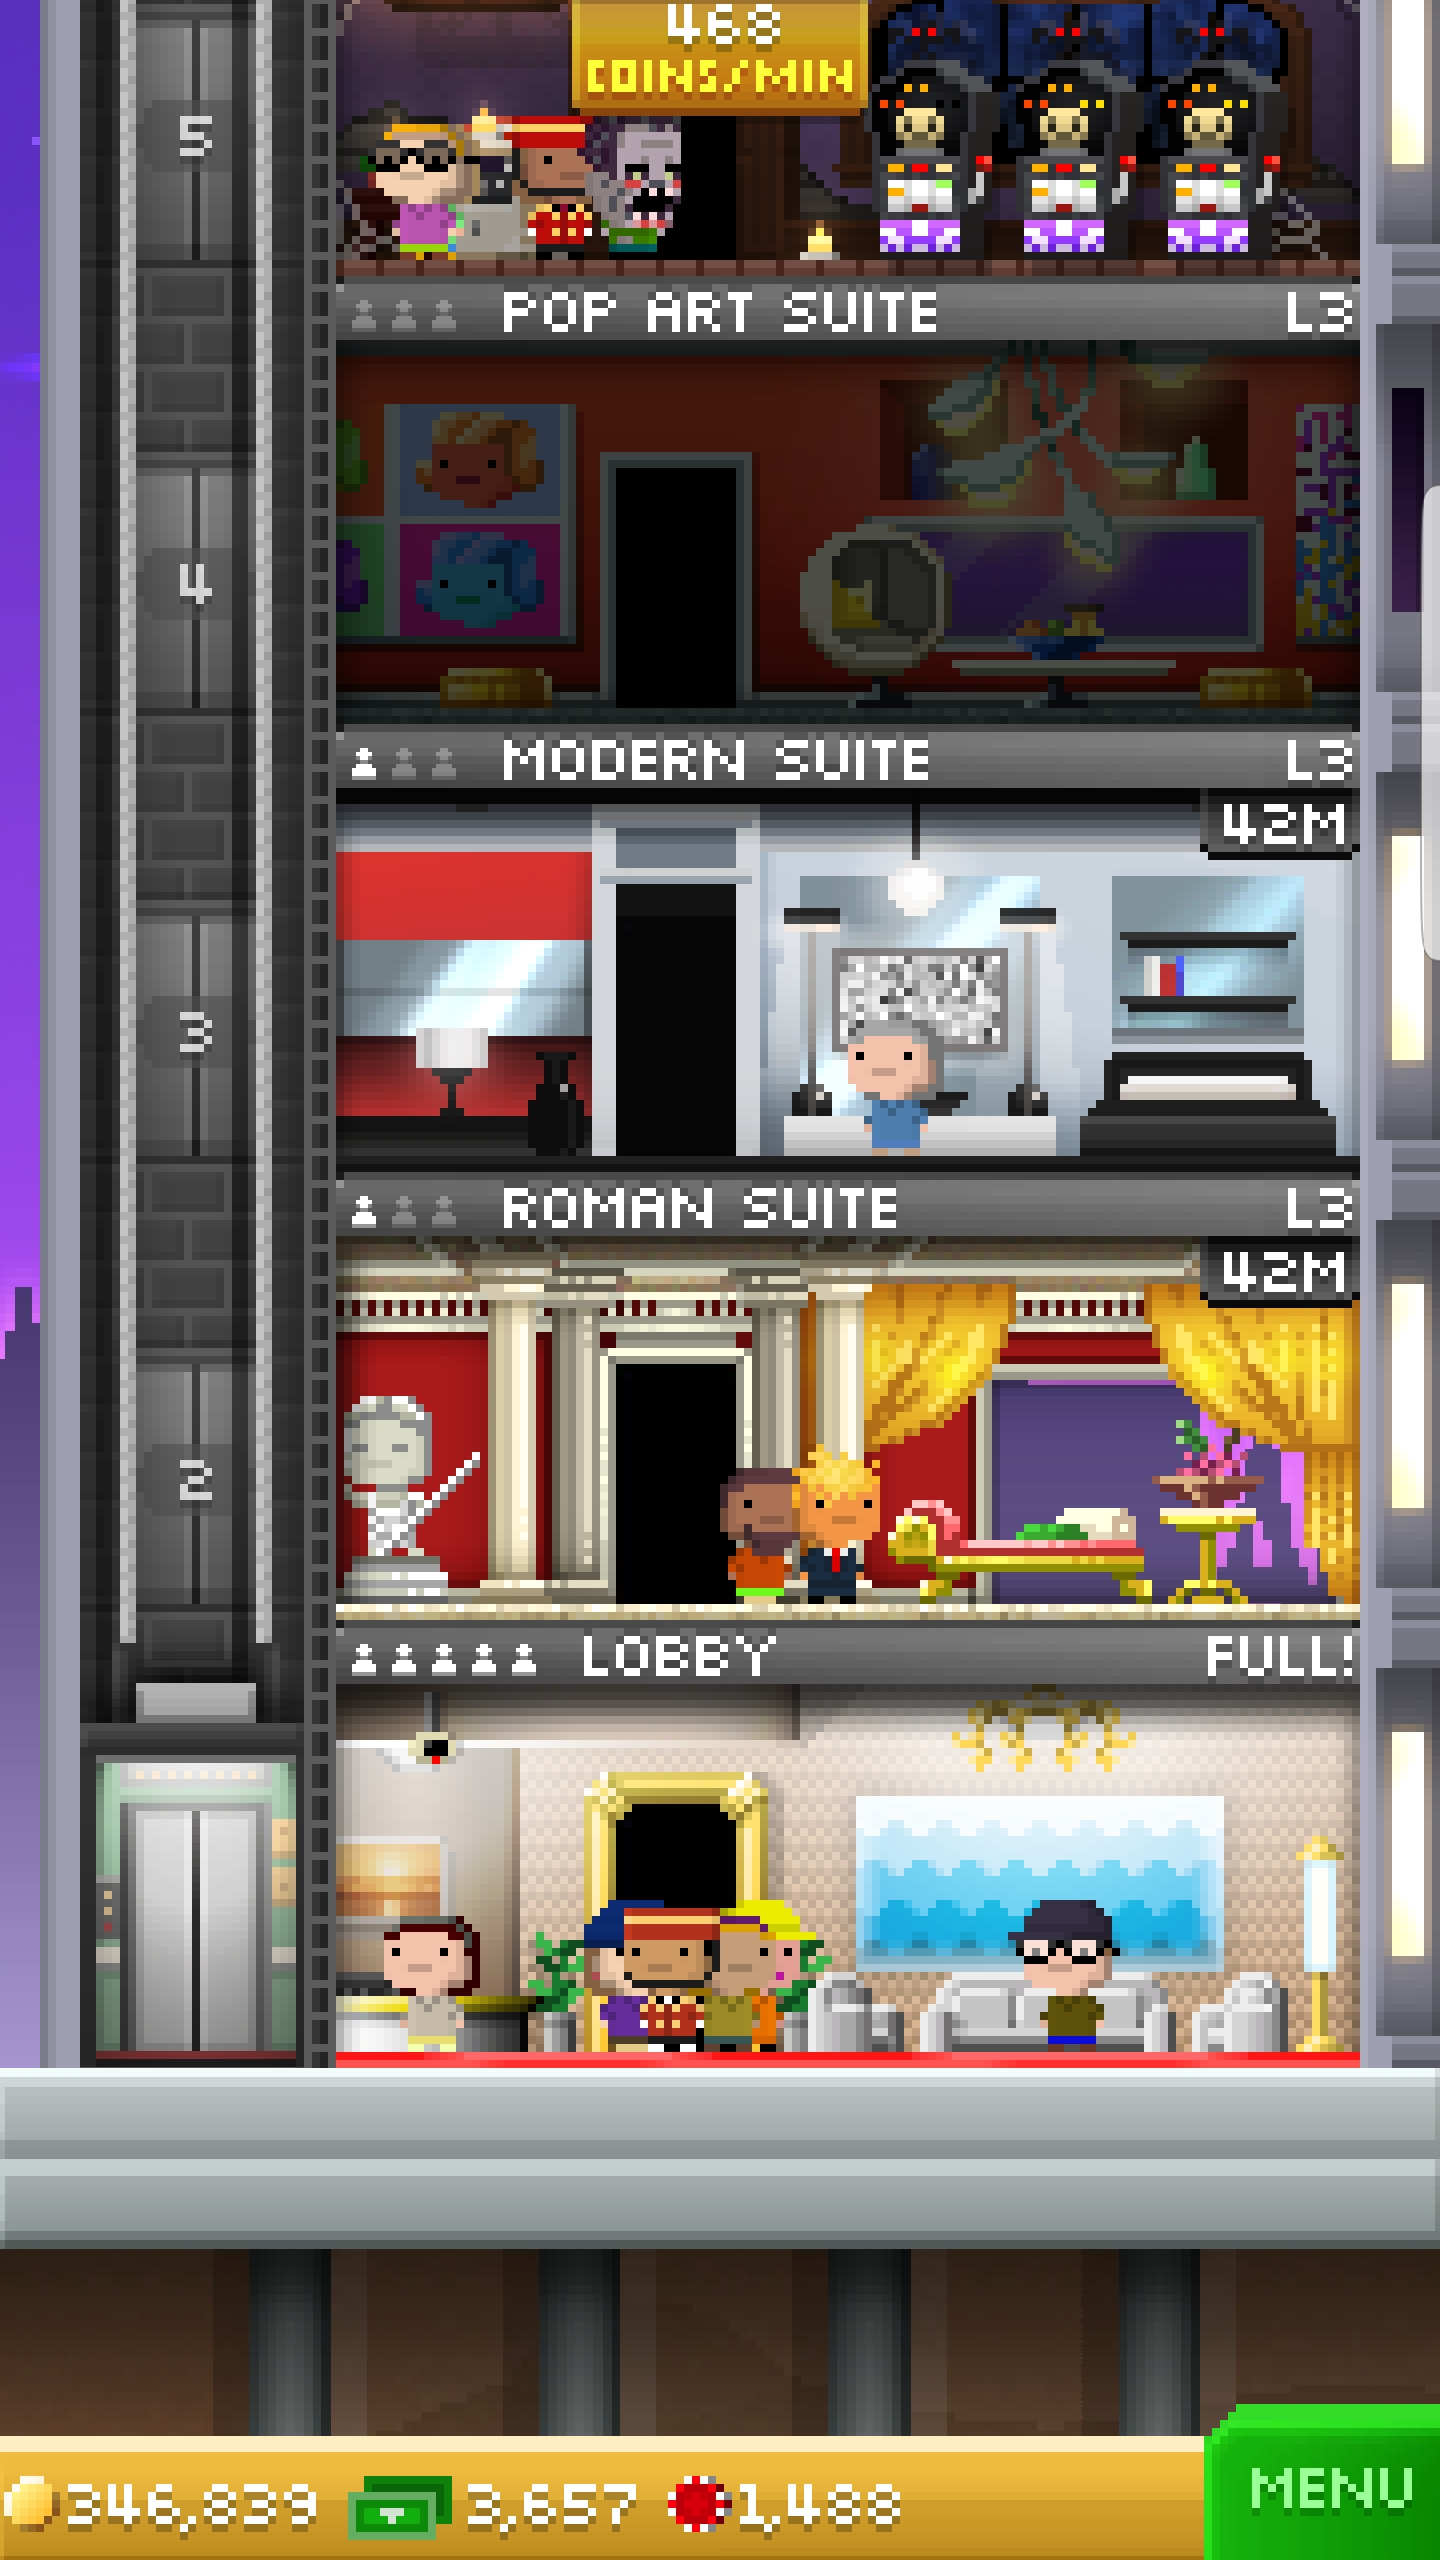 468
COINS/MIN
5
POP ART SUITE L3
4
MODERN SUITE L3
42M
3
ROMAN SUITE L3
42M
2
LOBBY FULL!
346,839 3,657 1,488 MENU